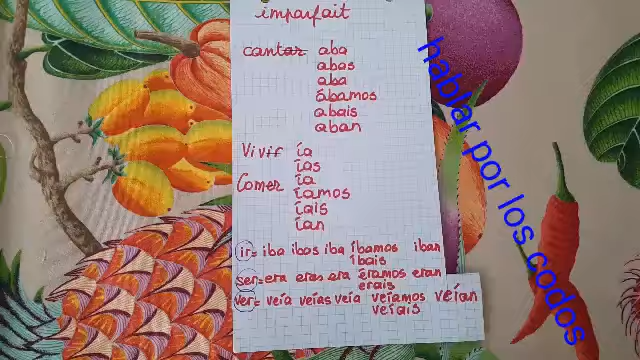 imparfait
cantar aba
abas
aba
ábamos
abais
aban
Vivir ía
ías
Comer ía
íamos
íais
ían
ir= iba ibas iba íbamos iban
ibais
ser= era eras era éramos eran
erais
ver= veía veías veía veíamos veían
veíais
hablar por los codos